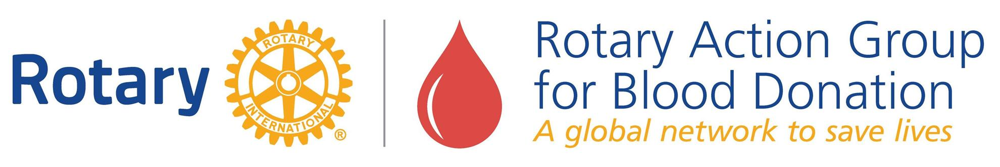 Rotary
ROTARY
INTERNATIONAL
®
Rotary Action Group
for Blood Donation
A global network to save lives